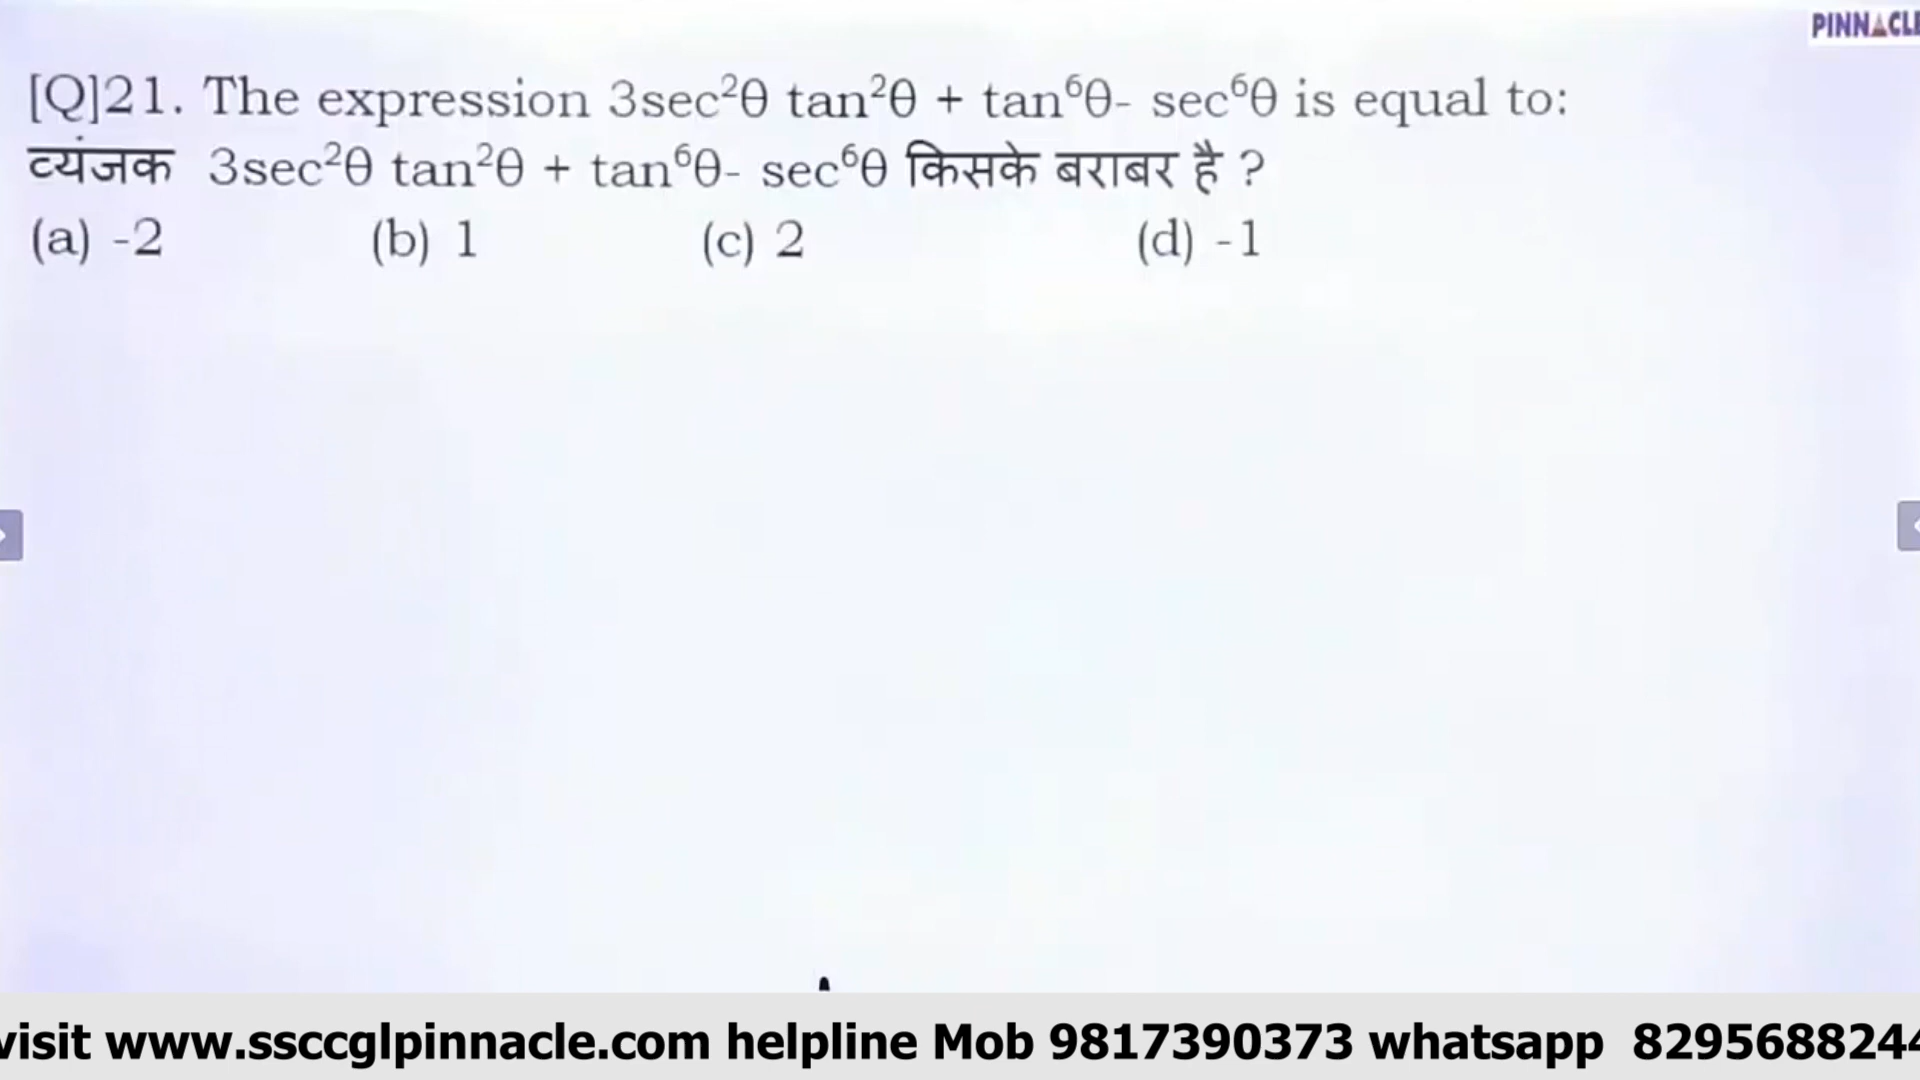 PINNACLE
[Q]21. The expression 3sec²θ tan²θ + tan⁶θ- sec⁶θ is equal to:
व्यंजक 3sec²θ tan²θ + tan⁶θ- sec⁶θ किसके बराबर है ?
(a) -2 (b) 1 (c) 2 (d) -1
visit www.ssccglpinnacle.com helpline Mob 9817390373 whatsapp 8295688244